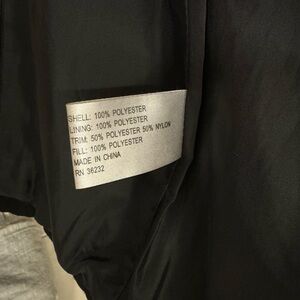 SHELL: 100% POLYESTER
LINING: 100% POLYESTER
TRIM: 50% POLYESTER 50% NYLON
FILL: 100% POLYESTER
MADE IN CHINA
RN 36232